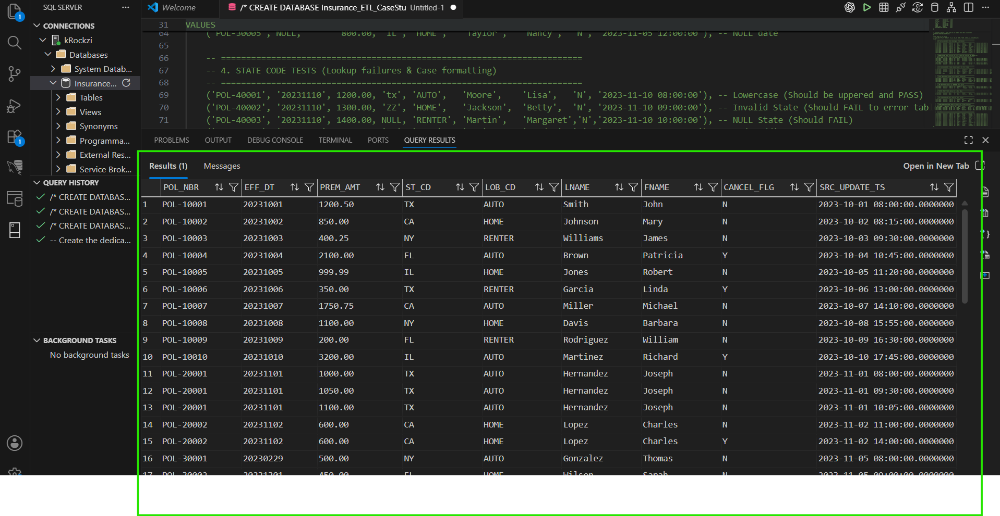 SQL SERVER ...
Welcome
/* CREATE DATABASE Insurance_ETL_CaseStu Untitled-1
1
CONNECTIONS
kRockzi
Databases
System Datab...
Insurance...
Tables
Views
Synonyms
Programma...
External Res...
Service Brok...
1
QUERY HISTORY
/* CREATE DATABAS...
/* CREATE DATABAS...
/* CREATE DATABAS...
-- Create the dedica...
BACKGROUND TASKS
No background tasks
31 VALUES
64 ('POL-30005', NULL, 800.00, 'IL', 'HOME', 'Taylor', 'Nancy', 'N', '2023-11-05 12:00:00'), -- NULL date
65
66 -- ========================================================================
67 -- 4. STATE CODE TESTS (Lookup failures & Case formatting)
68 -- ========================================================================
69 ('POL-40001', '20231110', 1200.00, 'tx', 'AUTO', 'Moore', 'Lisa', 'N', '2023-11-10 08:00:00'), -- Lowercase (Should be uppered and PASS)
70 ('POL-40002', '20231110', 1300.00, 'ZZ', 'HOME', 'Jackson', 'Betty', 'N', '2023-11-10 09:00:00'), -- Invalid State (Should FAIL to error tab
71 ('POL-40003', '20231110', 1400.00, NULL, 'RENTER', 'Martin', 'Margaret','N','2023-11-10 10:00:00'), -- NULL State (Should FAIL)
PROBLEMS OUTPUT DEBUG CONSOLE TERMINAL PORTS QUERY RESULTS
Results (1) Messages Open in New Tab
POL_NBR EFF_DT PREM_AMT ST_CD LOB_CD LNAME FNAME CANCEL_FLG SRC_UPDATE_TS
1 POL-10001 20231001 1200.50 TX AUTO Smith John N 2023-10-01 08:00:00.0000000
2 POL-10002 20231002 850.00 CA HOME Johnson Mary N 2023-10-02 08:15:00.0000000
3 POL-10003 20231003 400.25 NY RENTER Williams James N 2023-10-03 09:30:00.0000000
4 POL-10004 20231004 2100.00 FL AUTO Brown Patricia Y 2023-10-04 10:45:00.0000000
5 POL-10005 20231005 999.99 IL HOME Jones Robert N 2023-10-05 11:20:00.0000000
6 POL-10006 20231006 350.00 TX RENTER Garcia Linda Y 2023-10-06 13:00:00.0000000
7 POL-10007 20231007 1750.75 CA AUTO Miller Michael N 2023-10-07 14:10:00.0000000
8 POL-10008 20231008 1100.00 NY HOME Davis Barbara N 2023-10-08 15:55:00.0000000
9 POL-10009 20231009 200.00 FL RENTER Rodriguez William N 2023-10-09 16:30:00.0000000
10 POL-10010 20231010 3200.00 IL AUTO Martinez Richard Y 2023-10-10 17:45:00.0000000
11 POL-20001 20231101 1000.00 TX AUTO Hernandez Joseph N 2023-11-01 08:00:00.0000000
12 POL-20001 20231101 1050.00 TX AUTO Hernandez Joseph N 2023-11-01 09:30:00.0000000
13 POL-20001 20231101 1100.00 TX AUTO Hernandez Joseph N 2023-11-01 10:05:00.0000000
14 POL-20002 20231102 600.00 CA HOME Lopez Charles N 2023-11-02 11:00:00.0000000
15 POL-20002 20231102 600.00 CA HOME Lopez Charles Y 2023-11-02 14:00:00.0000000
16 POL-30001 20230229 500.00 NY AUTO Gonzalez Thomas N 2023-11-05 08:00:00.0000000
17 POL-30002 20231301 450.00 FL HOME Wilson Sarah N 2023-11-05 09:00:00.0000000